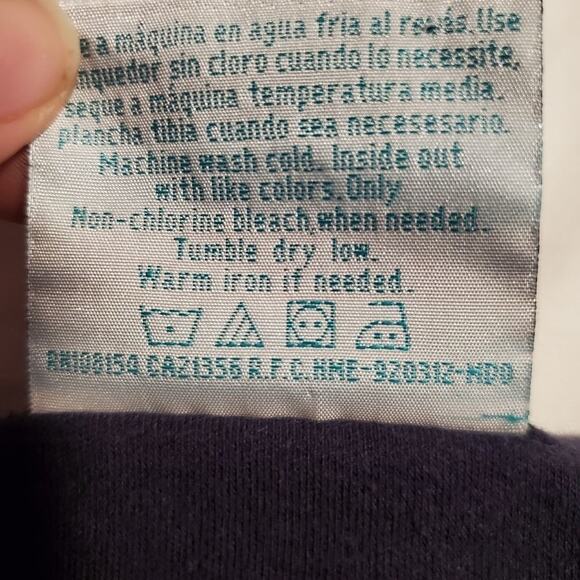 a máquina en agua fria al revés. Use
nquedor sin cloro cuando lo necessite.
seque a máquina temperatura media.
plancha tibia cuando sea necesesario.
Machine wash cold. Inside out
with like colors. Only
Non-chlorine bleach,when needed.
Tumble dry low.
Warm iron if needed.
RN100154 CA21356 R.F.C.HME-920312-MD0